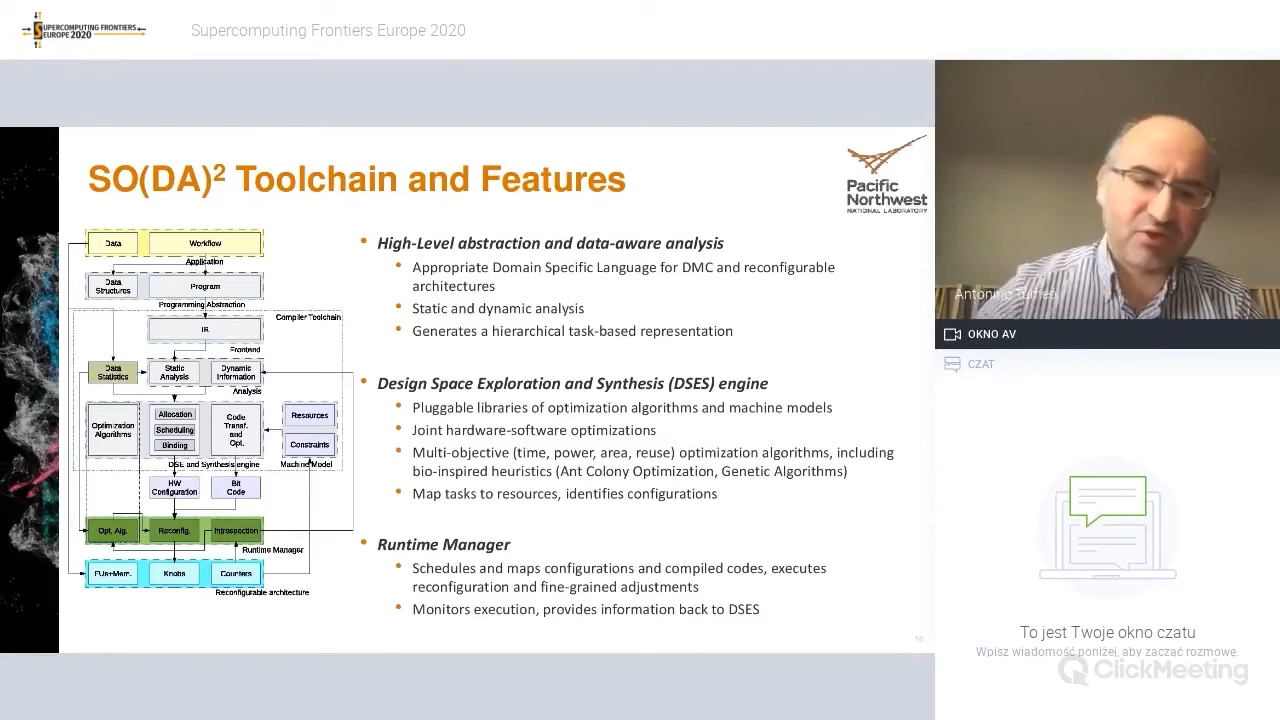 SUPERCOMPUTING FRONTIERS
EUROPE 2020
Supercomputing Frontiers Europe 2020
SO(DA)² Toolchain and Features
Pacific
Northwest
NATIONAL LABORATORY
Data
Workflow
Application
Data
Structures
Program
Programming Abstraction
Compiler Toolchain
IR
Frontend
Data
Statistics
Static
Analysis
Dynamic
Information
Analysis
Optimization
Algorithms
Allocation
Scheduling
Binding
Code
Transf.
and
Opt.
Resources
Constraints
DSE and Synthesis engine
Machine Model
HW
Configuration
Bit
Code
Opt. Alg.
Reconfig.
Introspection
Runtime Manager
FUs+Mem.
Knobs
Counters
Reconfigurable architecture
• High-Level abstraction and data-aware analysis
• Appropriate Domain Specific Language for DMC and reconfigurable
architectures
• Static and dynamic analysis
• Generates a hierarchical task-based representation
• Design Space Exploration and Synthesis (DSES) engine
• Pluggable libraries of optimization algorithms and machine models
• Joint hardware-software optimizations
• Multi-objective (time, power, area, reuse) optimization algorithms, including
bio-inspired heuristics (Ant Colony Optimization, Genetic Algorithms)
• Map tasks to resources, identifies configurations
• Runtime Manager
• Schedules and maps configurations and compiled codes, executes
reconfiguration and fine-grained adjustments
• Monitors execution, provides information back to DSES
Antonino Tumeo
OKNO AV
CZAT
To jest Twoje okno czatu
Wpisz wiadomość poniżej, aby zacząć rozmowę.
ClickMeeting